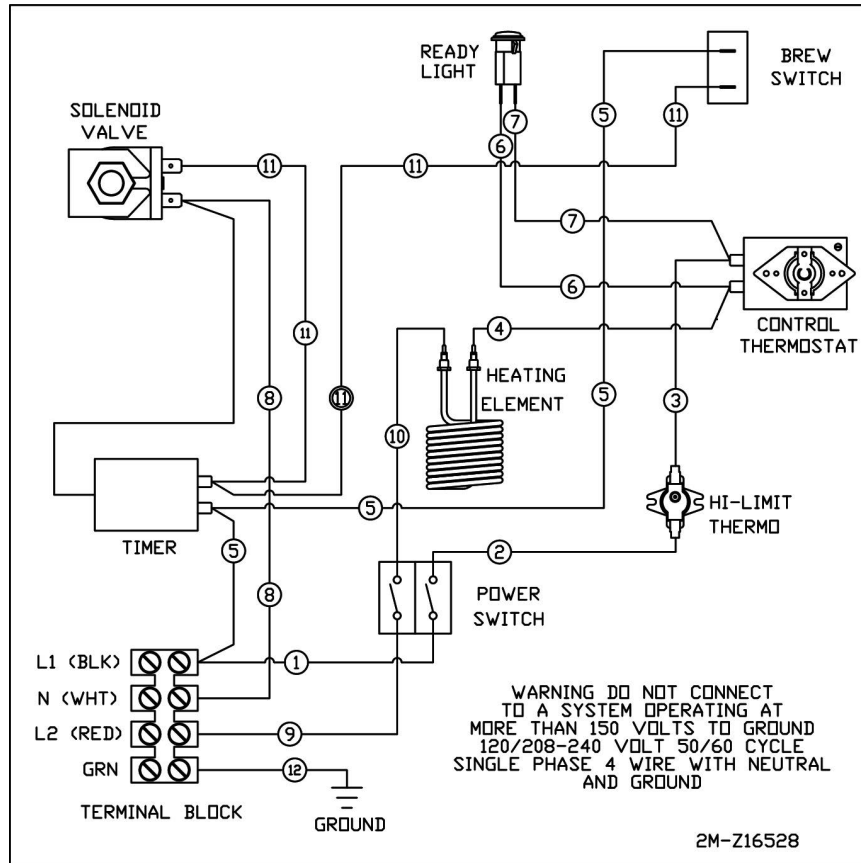 READY
LIGHT
BREW
SWITCH
SOLENOID
VALVE
5
7
11
6
11
11
7
6
4
CONTROL
THERMOSTAT
11
10
8
11
HEATING
ELEMENT
5
3
HI-LIMIT
THERMO
5
TIMER
5
2
8
POWER
SWITCH
L1 (BLK)
1
N (WHT)
L2 (RED)
9
GRN
12
TERMINAL BLOCK
GROUND
WARNING DO NOT CONNECT
TO A SYSTEM OPERATING AT
MORE THAN 150 VOLTS TO GROUND
120/208-240 VOLT 50/60 CYCLE
SINGLE PHASE 4 WIRE WITH NEUTRAL
AND GROUND
2M-Z16528